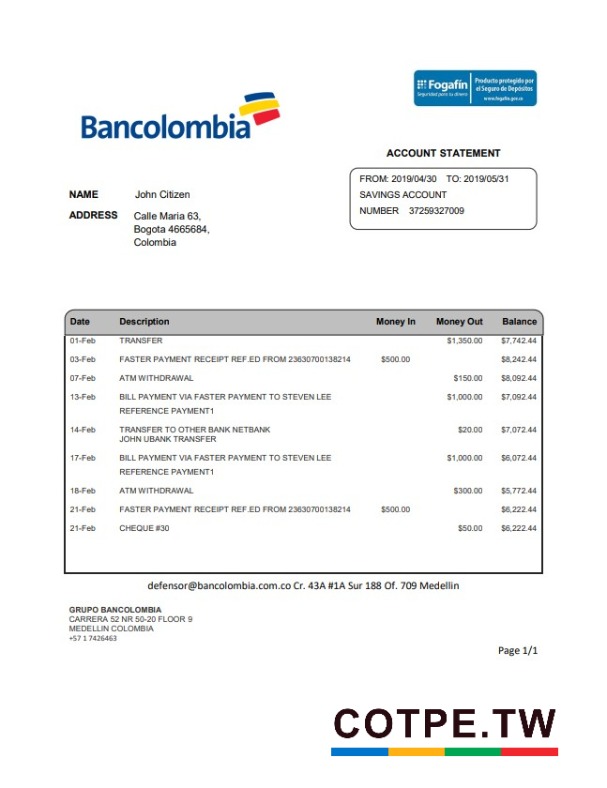 Fogafín
Seguridad para tu dinero
Producto protegido por
el Seguro de Depósitos
www.fogafin.gov.co
Bancolombia
ACCOUNT STATEMENT
FROM: 2019/04/30 TO: 2019/05/31
SAVINGS ACCOUNT
NUMBER 37259327009
NAME John Citizen
ADDRESS Calle Maria 63,
Bogota 4665684,
Colombia
Date Description Money In Money Out Balance
01-Feb TRANSFER $1,350.00 $7,742.44
03-Feb FASTER PAYMENT RECEIPT REF.ED FROM 23630700138214 $500.00 $8,242.44
07-Feb ATM WITHDRAWAL $150.00 $8,092.44
13-Feb BILL PAYMENT VIA FASTER PAYMENT TO STEVEN LEE $1,000.00 $7,092.44
REFERENCE PAYMENT1
14-Feb TRANSFER TO OTHER BANK NETBANK $20.00 $7,072.44
JOHN UBANK TRANSFER
17-Feb BILL PAYMENT VIA FASTER PAYMENT TO STEVEN LEE $1,000.00 $6,072.44
REFERENCE PAYMENT1
18-Feb ATM WITHDRAWAL $300.00 $5,772.44
21-Feb FASTER PAYMENT RECEIPT REF.ED FROM 23630700138214 $500.00 $6,222.44
21-Feb CHEQUE #30 $50.00 $6,222.44
defensor@bancolombia.com.co Cr. 43A #1A Sur 188 Of. 709 Medellin
GRUPO BANCOLOMBIA
CARRERA 52 NR 50-20 FLOOR 9
MEDELLIN COLOMBIA
+57 1 7426463
Page 1/1
COTPE.TW